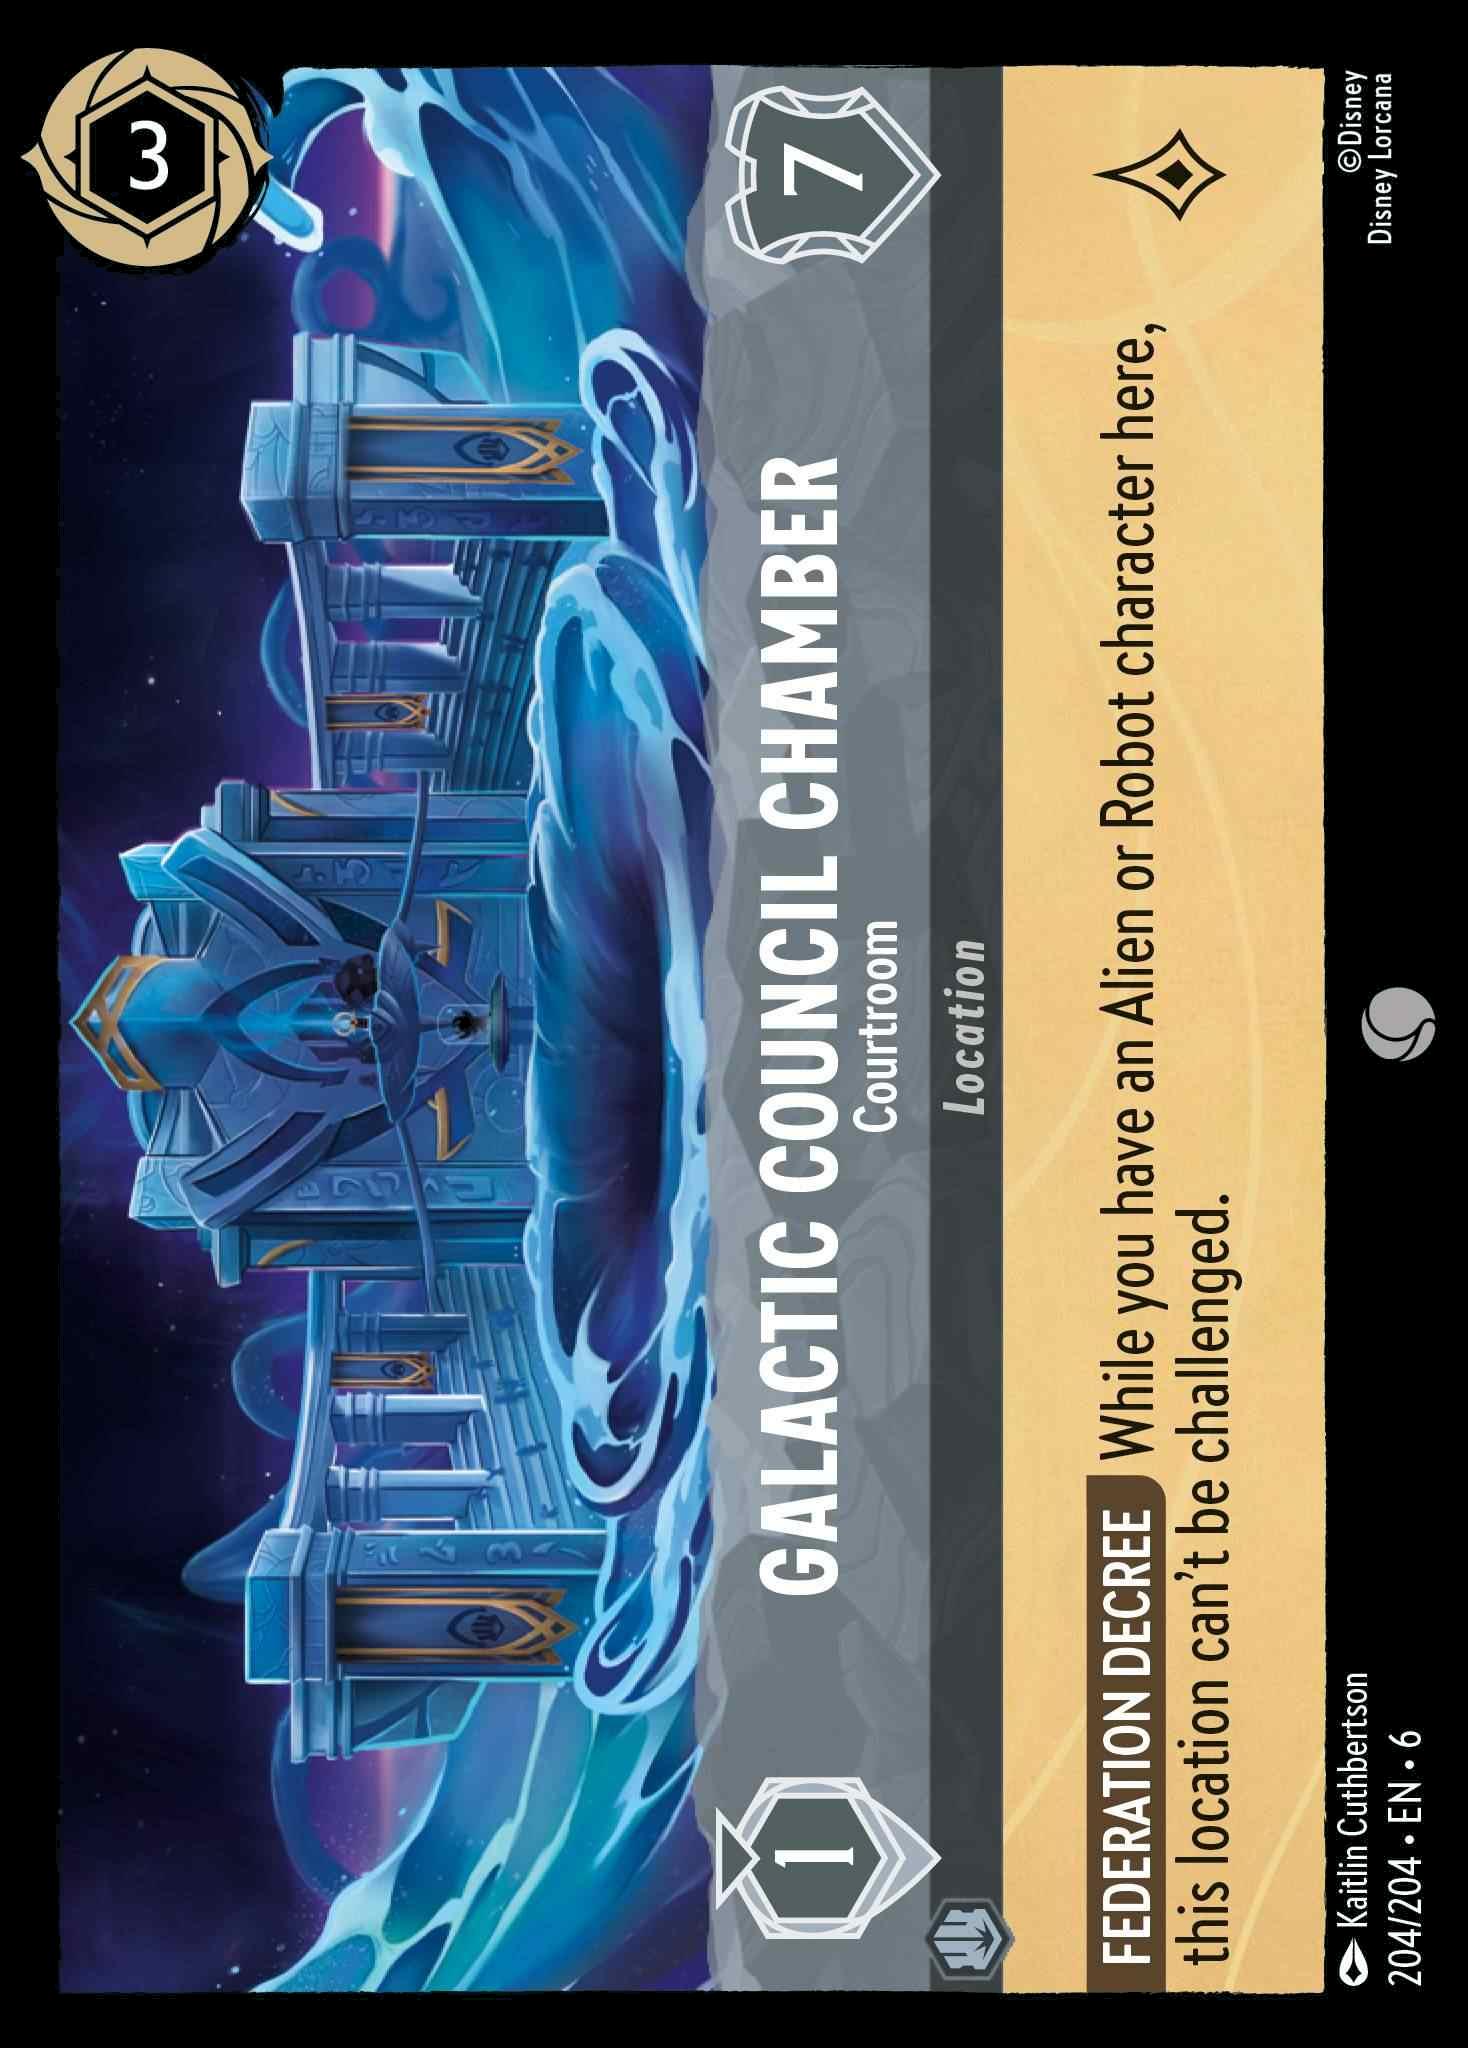 3
1
GALACTIC COUNCIL CHAMBER
7
Courtroom
Location
FEDERATION DECREE While you have an Alien or Robot character here,
this location can't be challenged.
Kaitlin Cuthbertson
204/204 • EN • 6
©Disney
Disney Lorcana